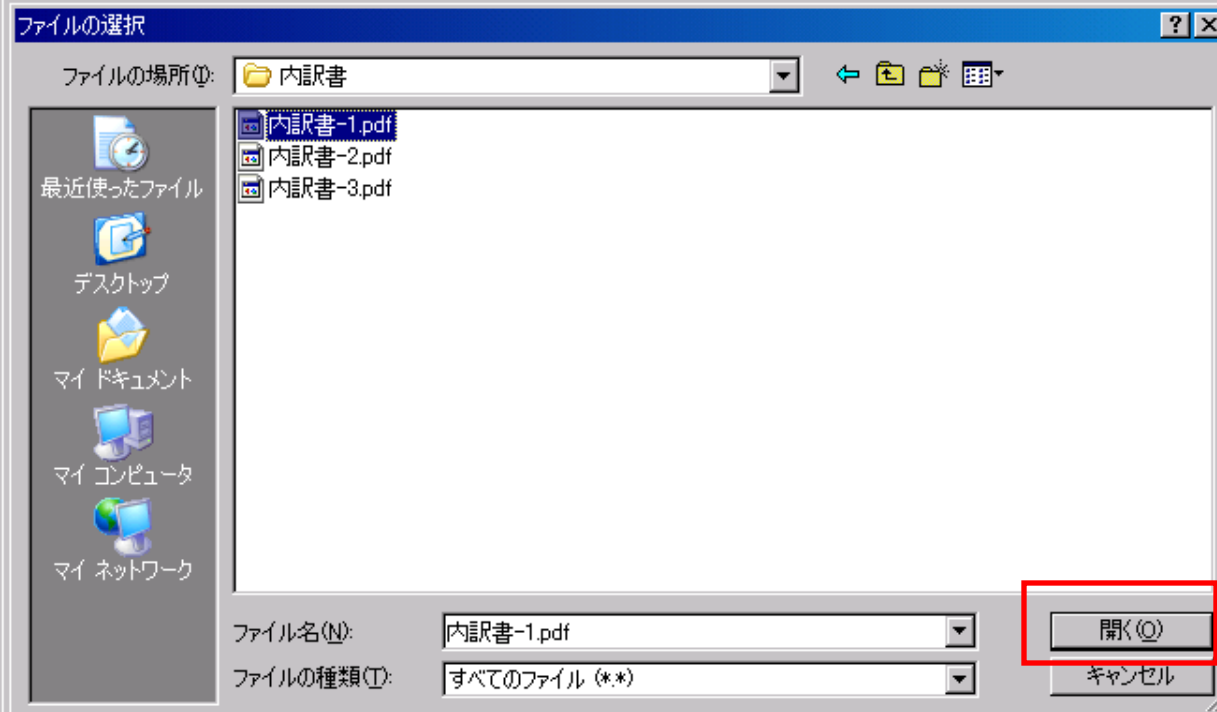 ファイルの選択
ファイルの場所(I):
内訳書
内訳書-1.pdf
内訳書-2.pdf
内訳書-3.pdf
最近使ったファイル
デスクトップ
マイ ドキュメント
マイ コンピュータ
マイ ネットワーク
ファイル名(N):
内訳書-1.pdf
開く(O)
ファイルの種類(T):
すべてのファイル (*.*)
キャンセル